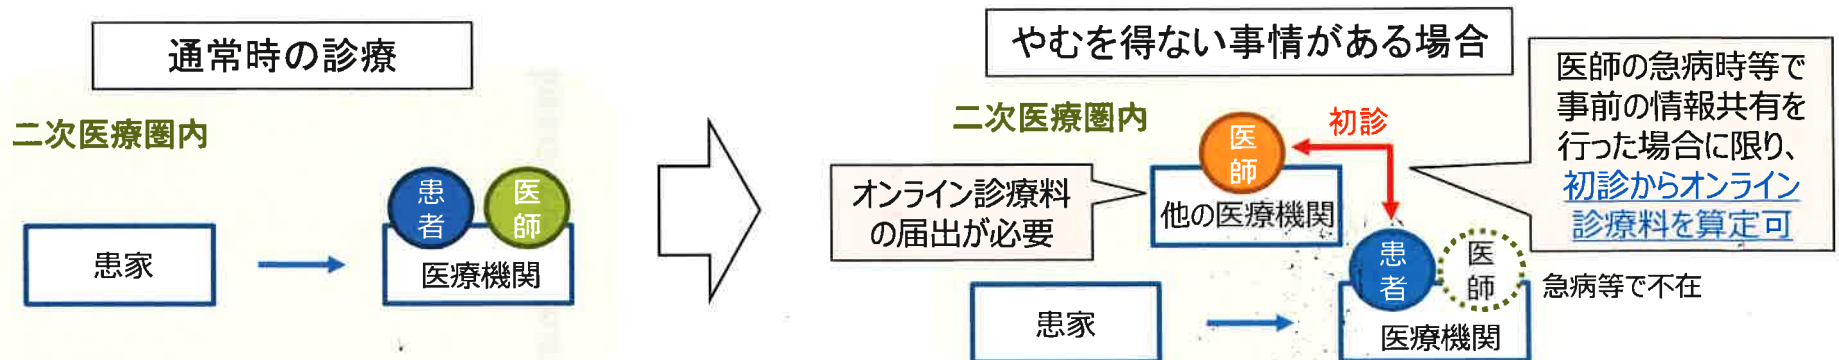 通常時の診療
二次医療圏内
患者
医師
患家
医療機関
やむを得ない事情がある場合
二次医療圏内
医師
初診
オンライン診療料
の届出が必要
他の医療機関
医師の急病時等で
事前の情報共有を
行った場合に限り、
初診からオンライン
診療料を算定可
患者
医師
急病等で不在
患家
医療機関